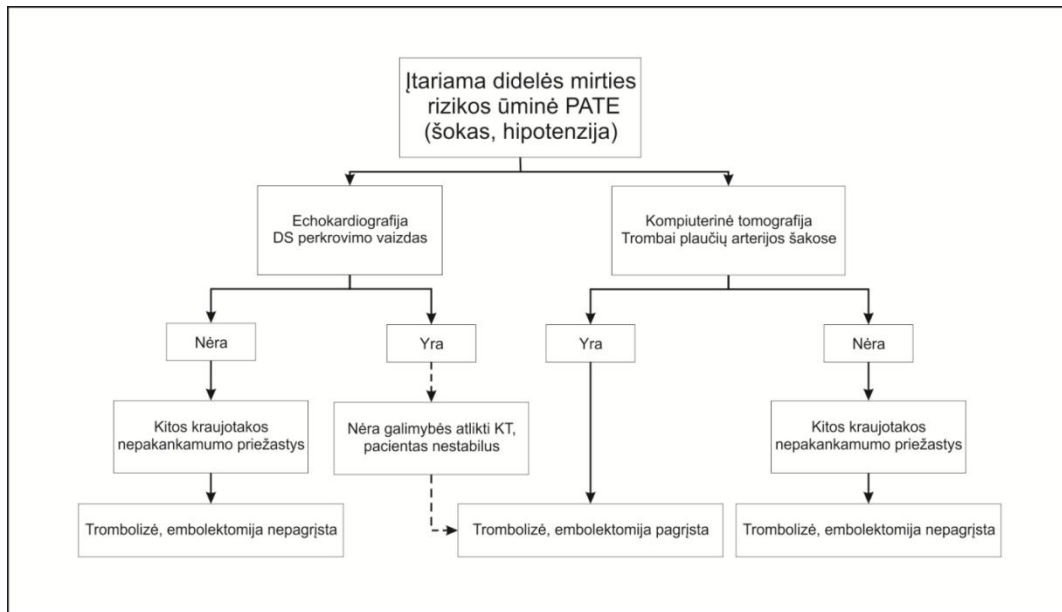 Įtariama didelės mirties
rizikos ūminė PATE
(šokas, hipotenzija)
Echokardiografija
DS perkrovimo vaizdas
Kompiuterinė tomografija
Trombai plaučių arterijos šakose
Nėra
Yra
Yra
Nėra
Kitos kraujotakos
nepakankamumo priežastys
Nėra galimybės atlikti KT,
pacientas nestabilus
Kitos kraujotakos
nepakankamumo priežastys
Trombolizė, embolektomija nepagrįsta
Trombolizė, embolektomija pagrįsta
Trombolizė, embolektomija nepagrįsta